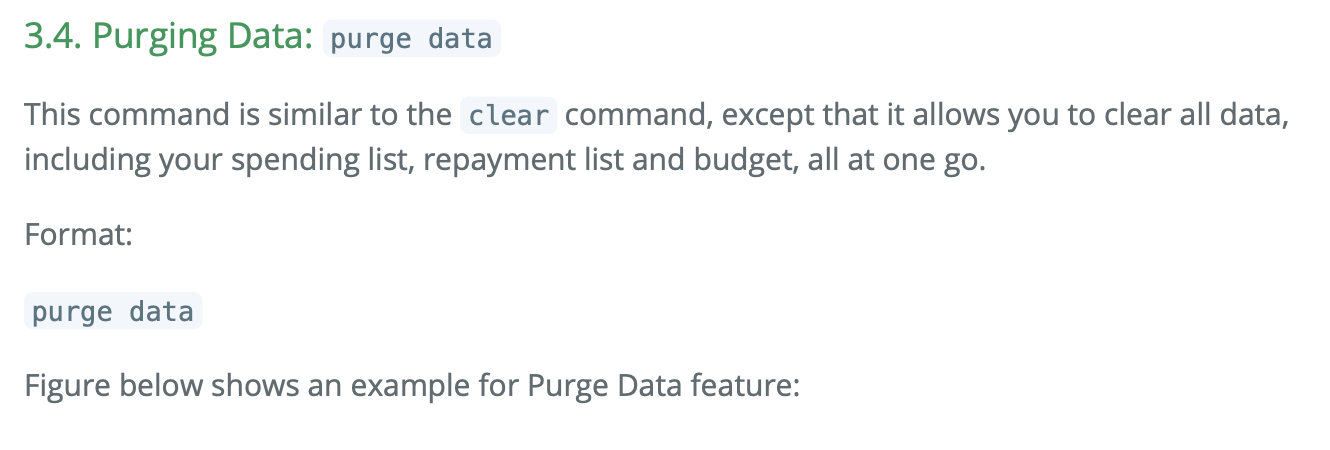 3.4. Purging Data: purge data
This command is similar to the clear command, except that it allows you to clear all data,
including your spending list, repayment list and budget, all at one go.
Format:
purge data
Figure below shows an example for Purge Data feature: